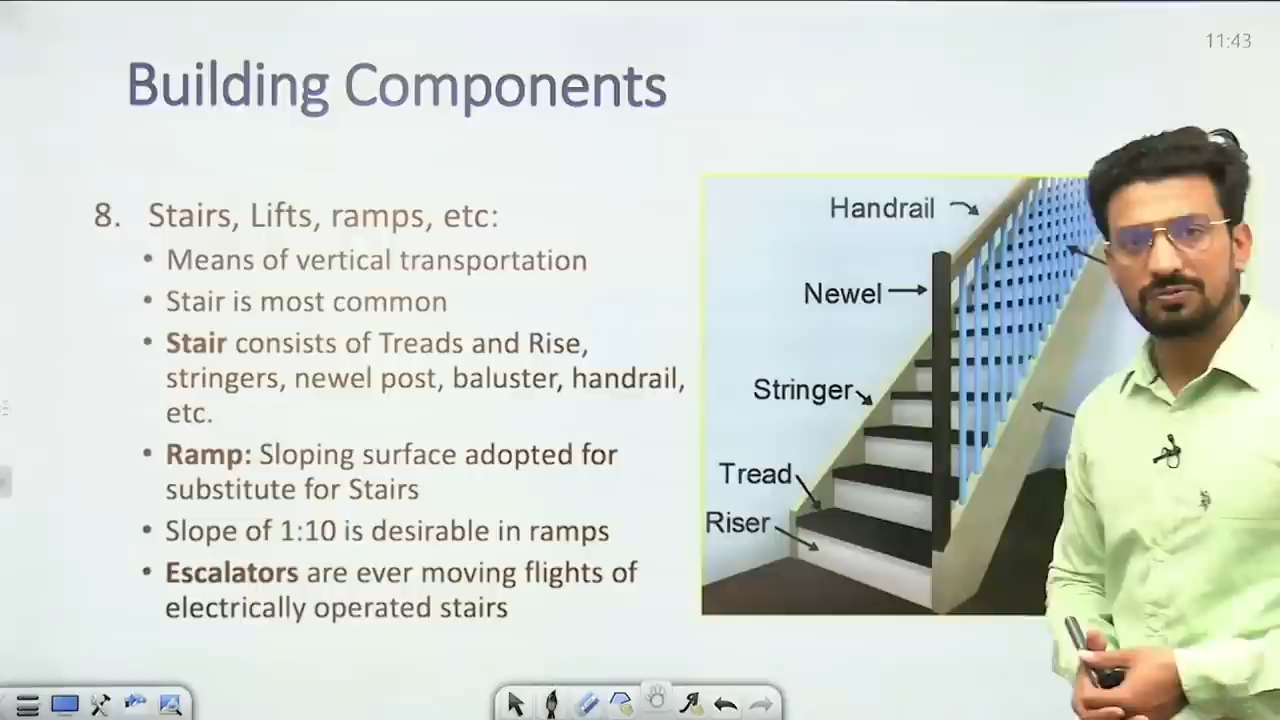 11:43
Building Components
8. Stairs, Lifts, ramps, etc:
• Means of vertical transportation
• Stair is most common
• Stair consists of Treads and Rise,
stringers, newel post, baluster, handrail,
etc.
• Ramp: Sloping surface adopted for
substitute for Stairs
• Slope of 1:10 is desirable in ramps
• Escalators are ever moving flights of
electrically operated stairs
Handrail
Newel
Stringer
Tread
Riser